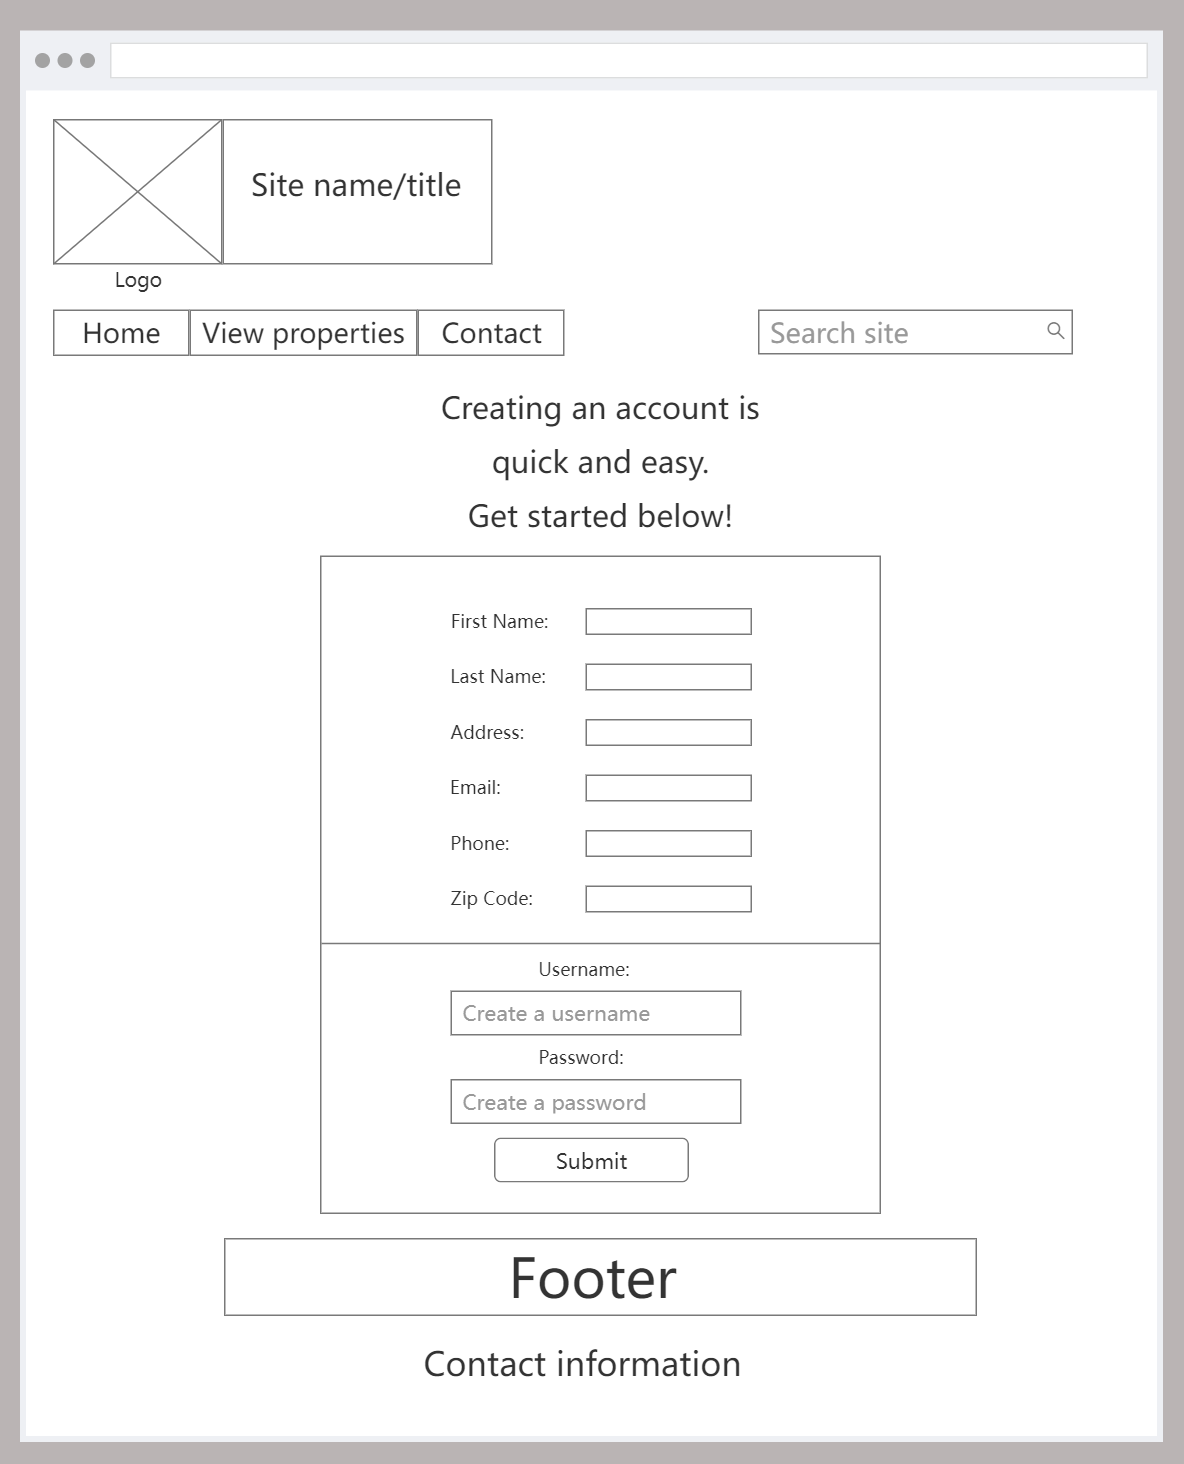 Site name/title
Logo
Home View properties Contact Search site
Creating an account is
quick and easy.
Get started below!
First Name:
Last Name:
Address:
Email:
Phone:
Zip Code:
Username:
Create a username
Password:
Create a password
Submit
Footer
Contact information